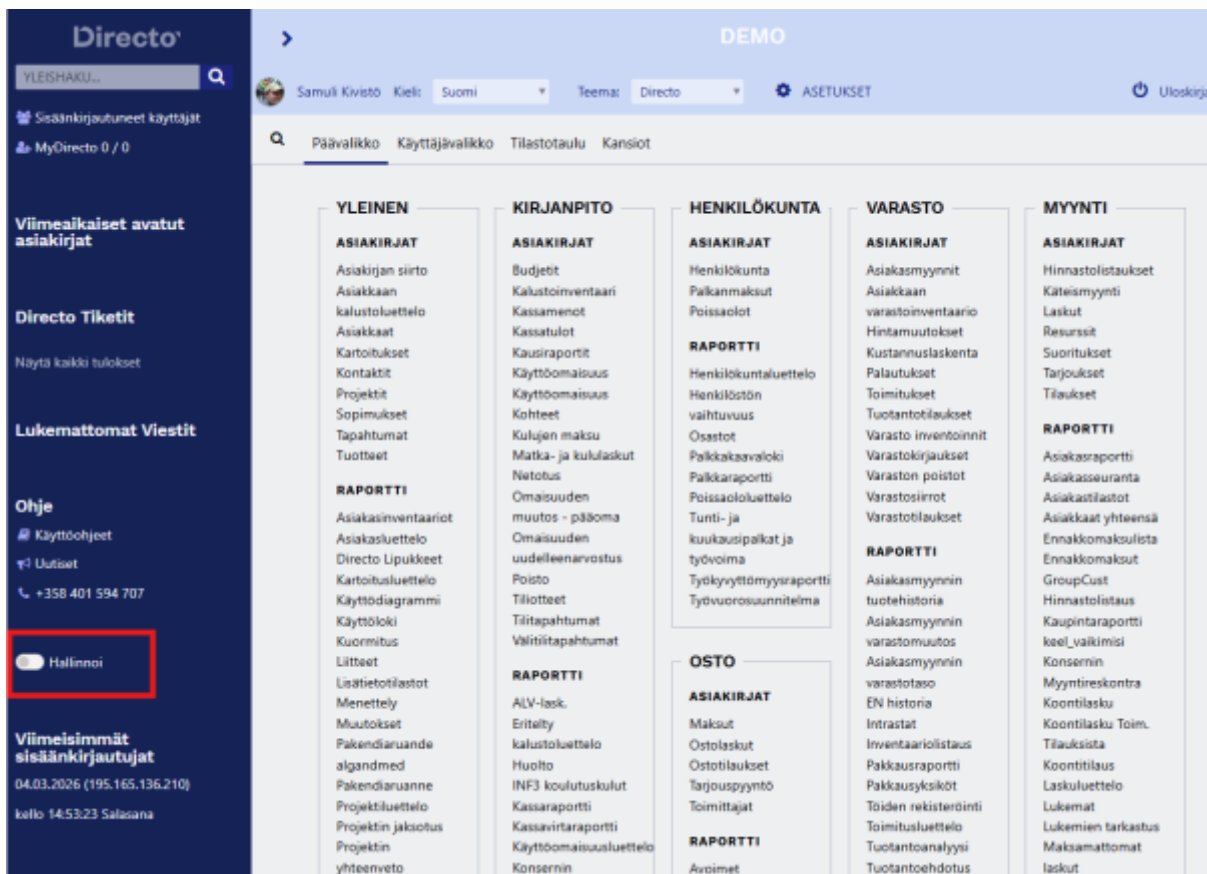 Directo
YLEISHAKU...
Sisäänkirjautuneet käyttäjät
MyDirecto 0 / 0
Viimeaikaiset avatut
asiakirjat
Directo Tiketit
Näytä kaikki tulokset
Lukemattomat Viestit
Ohje
Käyttöohjeet
Uutiset
+358 401 594 707
Hallinnoi
Viimeisimmät
sisäänkirjautujat
04.03.2026 (195.165.136.210)
kello 14:53:23 Salasana
DEMO
Samuli Kivistö Kieli: Suomi Teema: Directo ASETUKSET Uloskirja
Päävalikko Käyttäjävalikko Tilastotaulu Kansiot
YLEINEN
ASIAKIRJAT
Asiakirjan siirto
Asiakkaan
kalustoluettelo
Asiakkaat
Kartoitukset
Kontaktit
Projektit
Sopimukset
Tapahtumat
Tuotteet
RAPORTTI
Asiakasinventaariot
Asiakasluettelo
Directo Lipukkeet
Kartoitusluettelo
Käyttödiagrammi
Käyttöloki
Kuormitus
Liitteet
Lisätietotilastot
Menettely
Muutokset
Pakendiaruande
algandmed
Pakendiaruanne
Projektiluettelo
Projektin jaksotus
Projektin
yhteenveto
KIRJANPITO
ASIAKIRJAT
Budjetit
Kalustoinventaari
Kassamenot
Kassatulot
Kausiraportit
Käyttöomaisuus
Käyttöomaisuus
Kohteet
Kulujen maksu
Matka- ja kululaskut
Netotus
Omaisuuden
muutos - pääoma
Omaisuuden
uudelleenarvostus
Poisto
Tiliotteet
Tilitapahtumat
Välitilitapahtumat
RAPORTTI
ALV-lask.
Eritelty
kalustoluettelo
Huolto
INF3 koulutuskulut
Kassaraportti
Kassavirtaraportti
Käyttöomaisuusluettelo
Konsernin
HENKILÖKUNTA
ASIAKIRJAT
Henkilökunta
Palkanmaksut
Poissaolot
RAPORTTI
Henkilökuntaluettelo
Henkilöstön
vaihtuvuus
Osastot
Palkkakaavaloki
Palkkaraportti
Poissaololuettelo
Tunti- ja
kuukausipalkat ja
työvoima
Työkyvyttömyysraportti
Työvuorosuunnitelma
OSTO
ASIAKIRJAT
Maksut
Ostolaskut
Ostotilaukset
Tarjouspyyntö
Toimittajat
RAPORTTI
Avoimet
VARASTO
ASIAKIRJAT
Asiakasmyynnit
Asiakkaan
varastoinventaario
Hintamuutokset
Kustannuslaskenta
Palautukset
Toimitukset
Tuotantotilaukset
Varasto inventoinnit
Varastokirjaukset
Varaston poistot
Varastosiirrot
Varastotilaukset
RAPORTTI
Asiakasmyynnin
tuotehistoria
Asiakasmyynnin
varastomuutos
Asiakasmyynnin
varastotaso
EN historia
Intrastat
Inventaariolistaus
Pakkausraportti
Pakkausyksiköt
Töiden rekisteröinti
Toimitusluettelo
Tuotantoanalyysi
Tuotantoehdotus
MYYNTI
ASIAKIRJAT
Hinnastolistaukset
Käteismyynti
Laskut
Resurssit
Suoritukset
Tarjoukset
Tilaukset
RAPORTTI
Asiakasraportti
Asiakasseuranta
Asiakastilastot
Asiakkaat yhteensä
Ennakkomaksulista
Ennakkomaksut
GroupCust
Hinnastolistaus
Kaupintaraportti
keel_vaikimisi
Konsernin
Myyntireskontra
Koontilasku
Koontilasku Toim.
Tilauksista
Koontitilaus
Laskuluettelo
Lukemat
Lukemien tarkastus
Maksamattomat
laskut